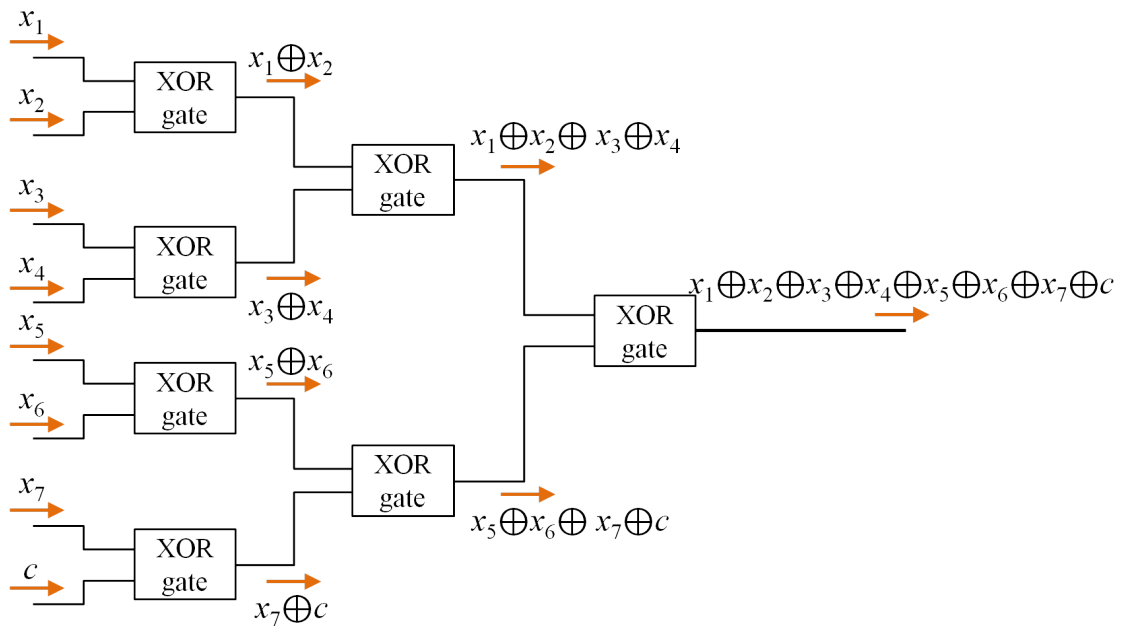 x₁
x₁⊕x₂
XOR
gate
x₂
x₁⊕x₂⊕ x₃⊕x₄
XOR
gate
x₃
XOR
gate
x₄
x₃⊕x₄
x₁⊕x₂⊕x₃⊕x₄⊕x₅⊕x₆⊕x₇⊕c
XOR
gate
x₅
x₅⊕x₆
XOR
gate
x₆
XOR
gate
x₇
x₅⊕x₆⊕ x₇⊕c
XOR
gate
c
x₇⊕c